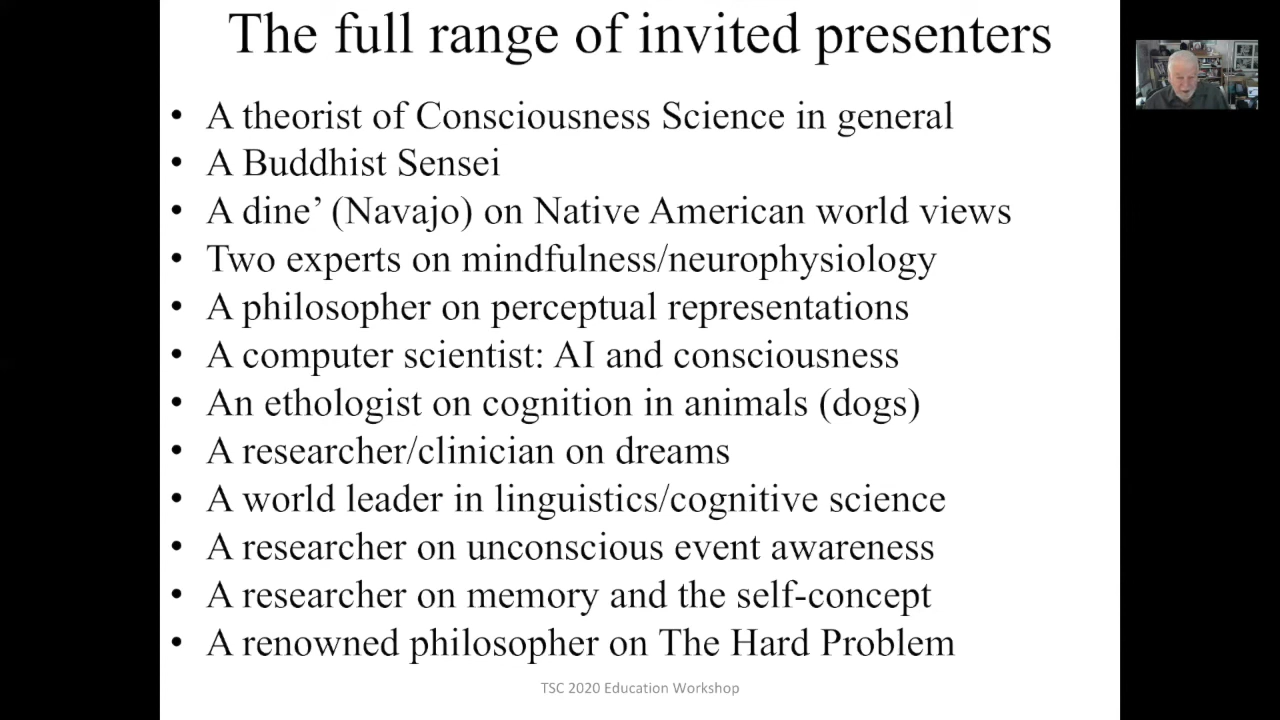 The full range of invited presenters
• A theorist of Consciousness Science in general
• A Buddhist Sensei
• A dine’ (Navajo) on Native American world views
• Two experts on mindfulness/neurophysiology
• A philosopher on perceptual representations
• A computer scientist: AI and consciousness
• An ethologist on cognition in animals (dogs)
• A researcher/clinician on dreams
• A world leader in linguistics/cognitive science
• A researcher on unconscious event awareness
• A researcher on memory and the self-concept
• A renowned philosopher on The Hard Problem
TSC 2020 Education Workshop